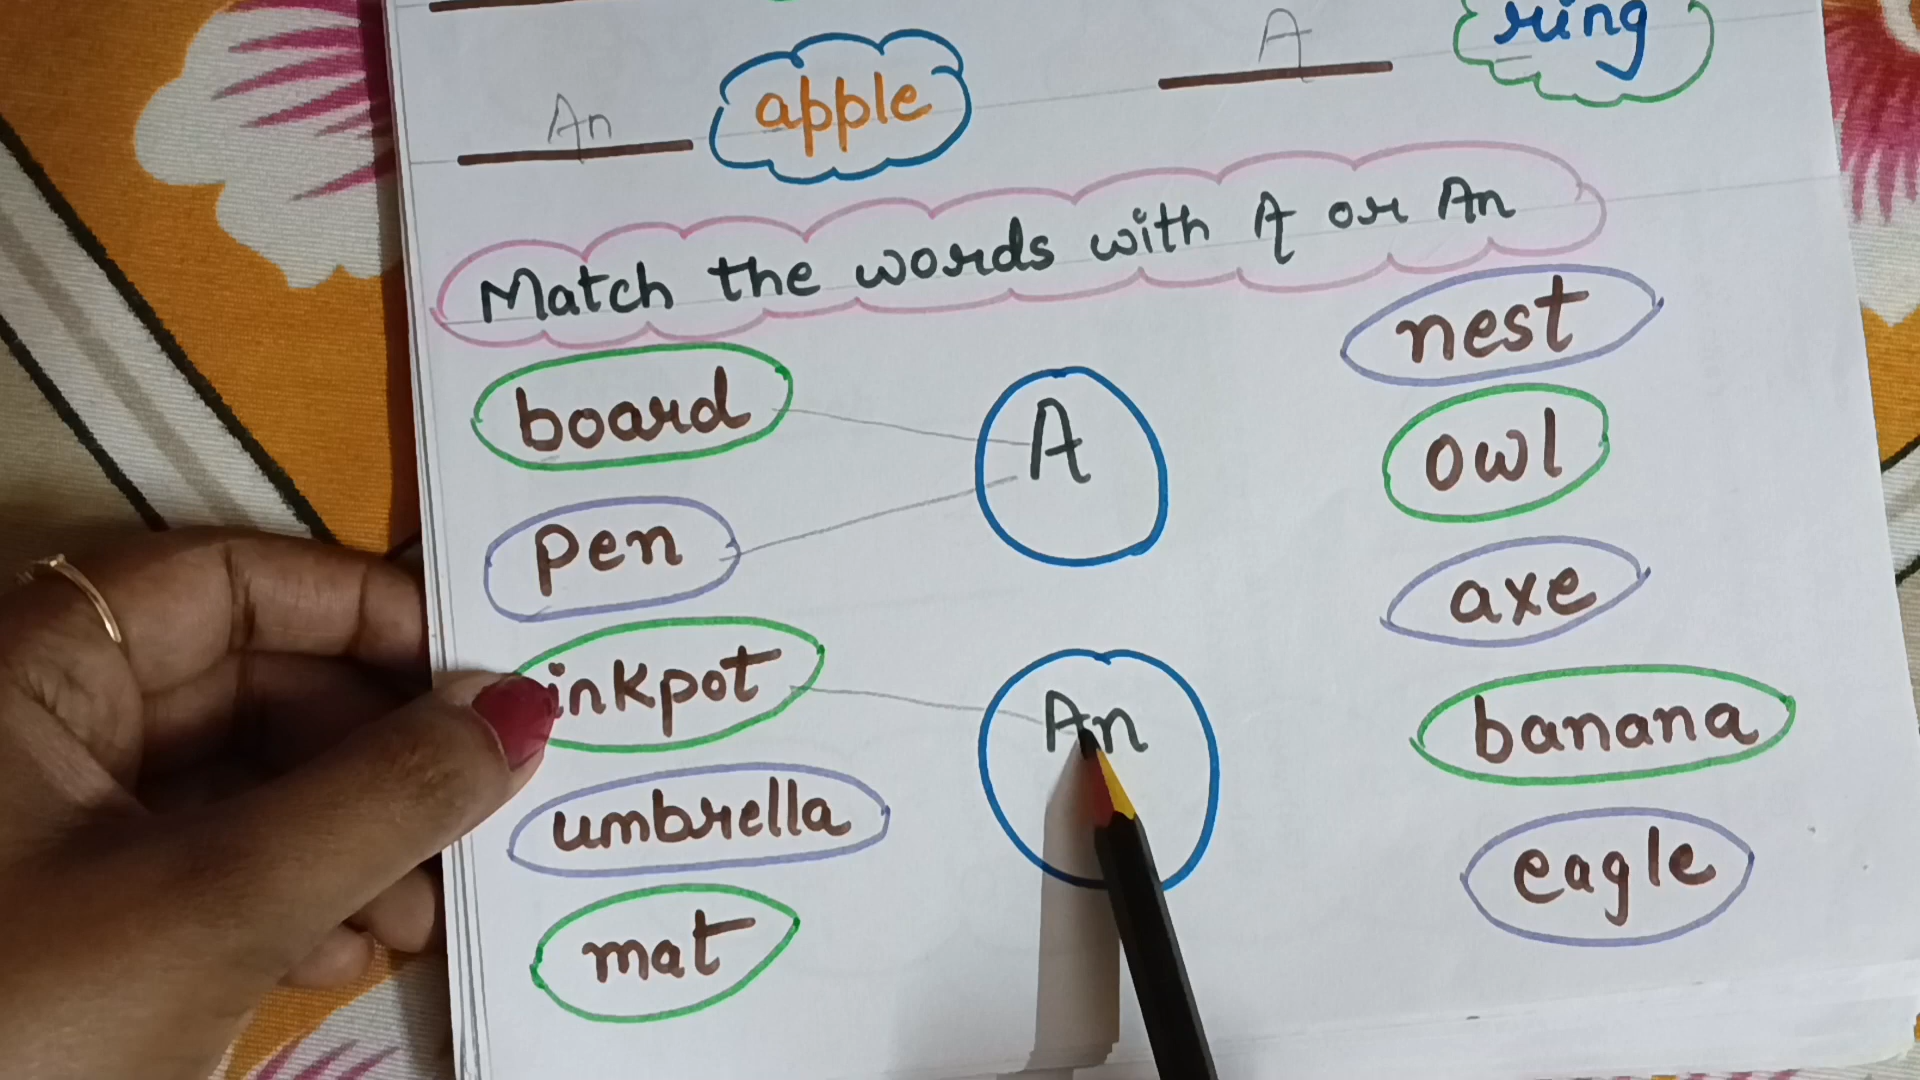 A ring
An apple
Match the words with A or An
board
pen
inkpot
umbrella
mat
A
An
nest
owl
axe
banana
eagle